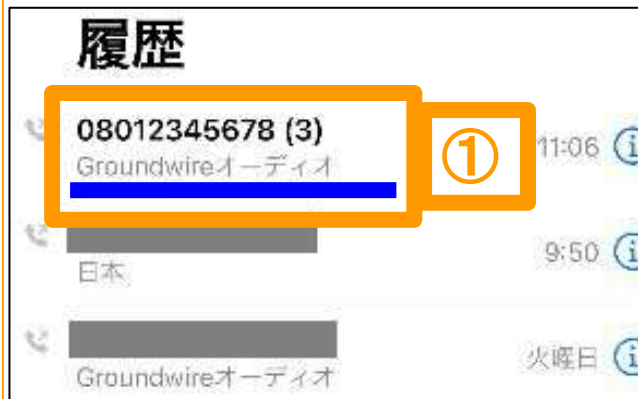 履歴
08012345678 (3)
Groundwireオーディオ
①
11:06
日本
9:50
Groundwireオーディオ
火曜日